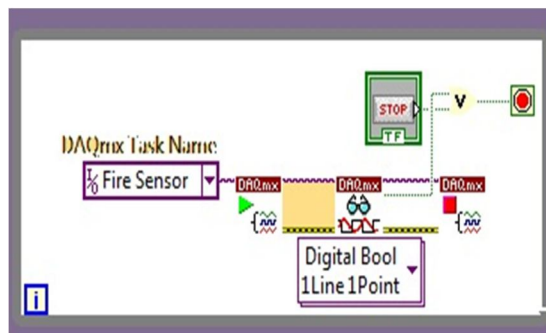 STOP
TF
V
DAQmx Task Name
I/O Fire Sensor
DAQmx DAQmx DAQmx
Digital Bool
1Line 1Point
i